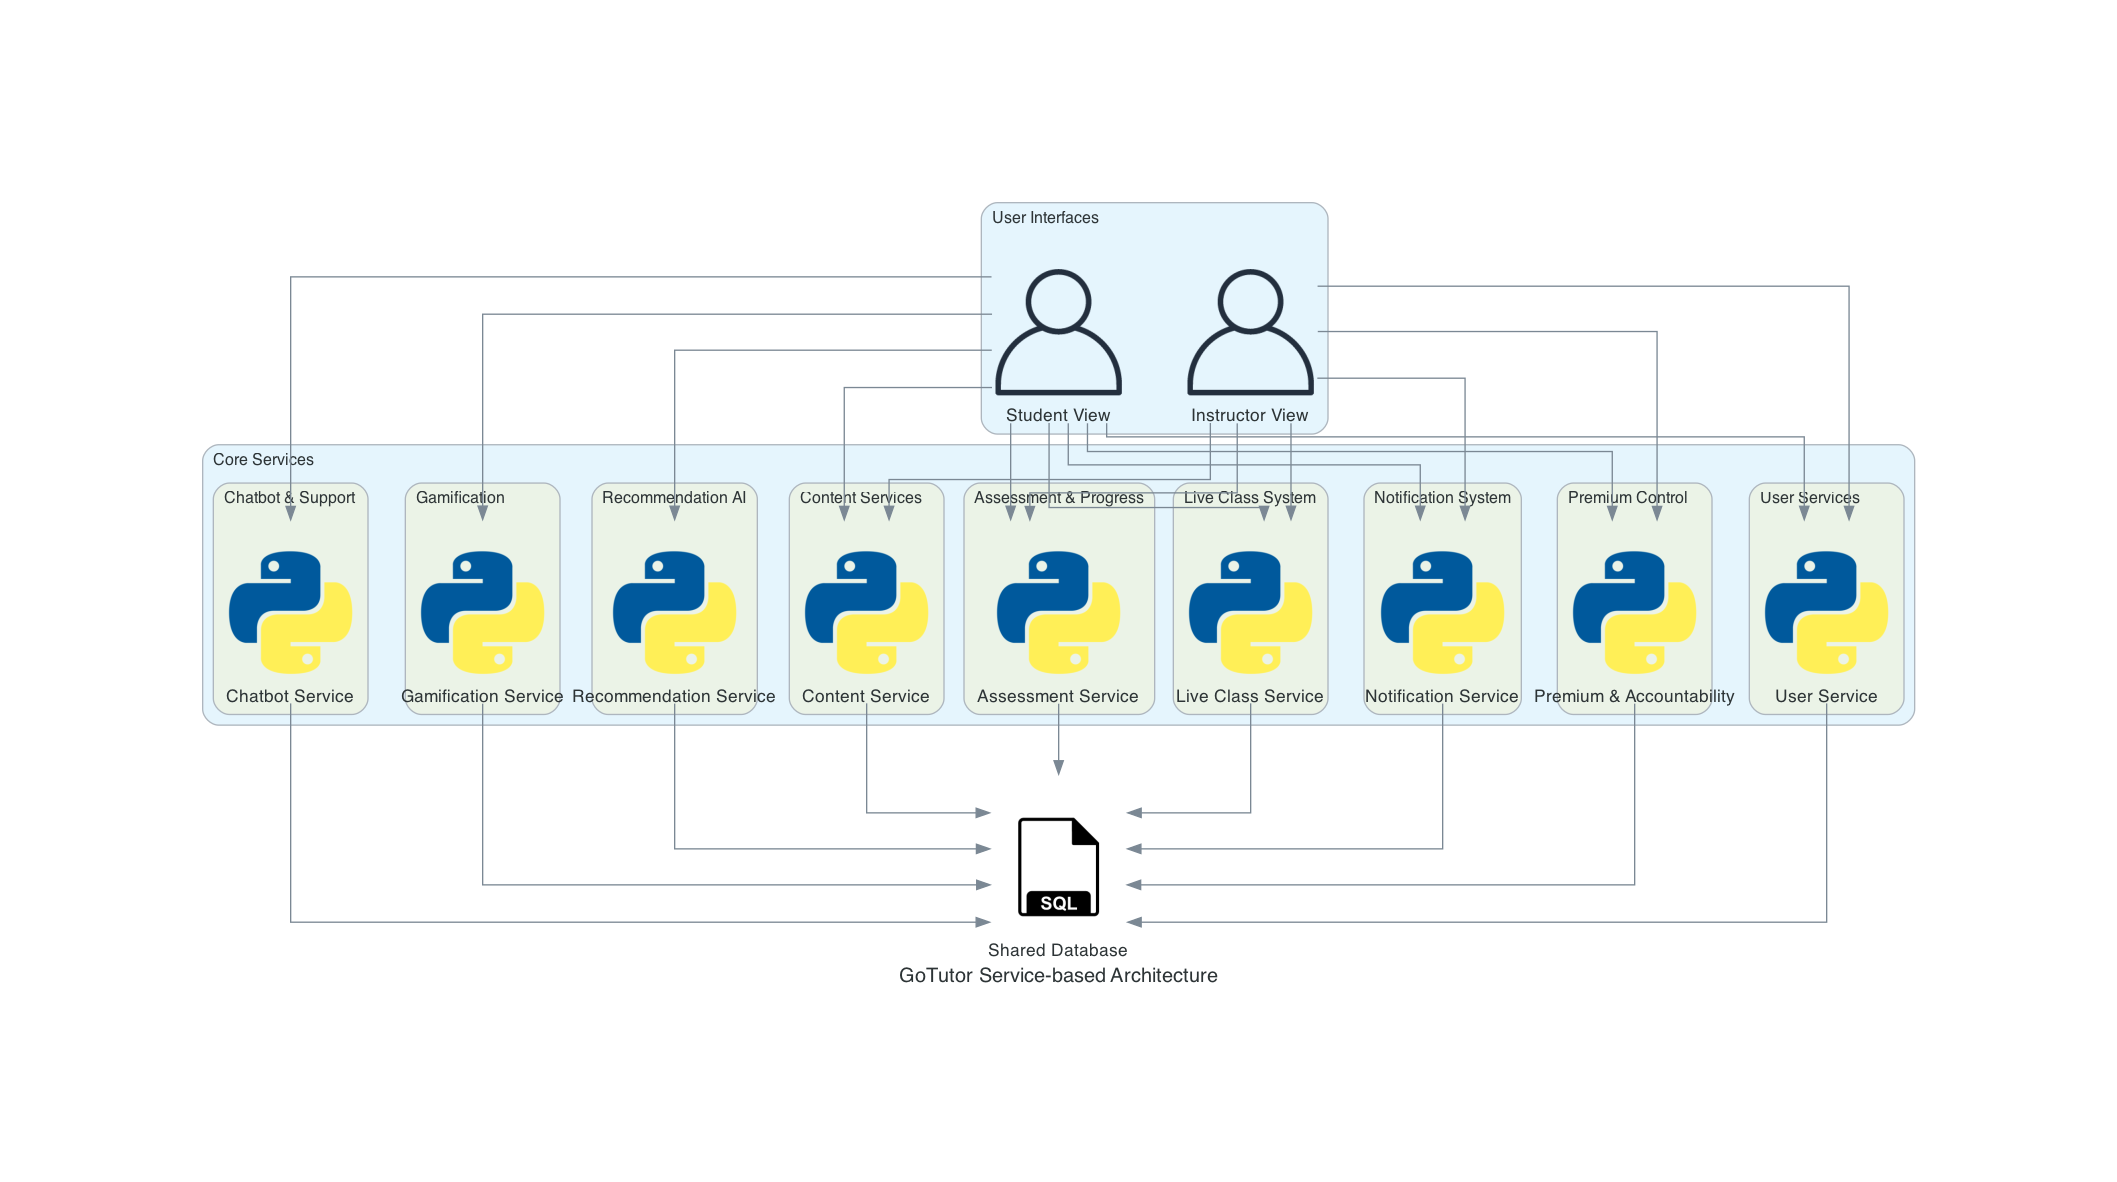 User Interfaces
Student View
Instructor View
Core Services
Chatbot & Support
Gamification
Recommendation AI
Content Services
Assessment & Progress
Live Class System
Notification System
Premium Control
User Services
Chatbot Service
Gamification Service
Recommendation Service
Content Service
Assessment Service
Live Class Service
Notification Service
Premium & Accountability
User Service
SQL
Shared Database
GoTutor Service-based Architecture